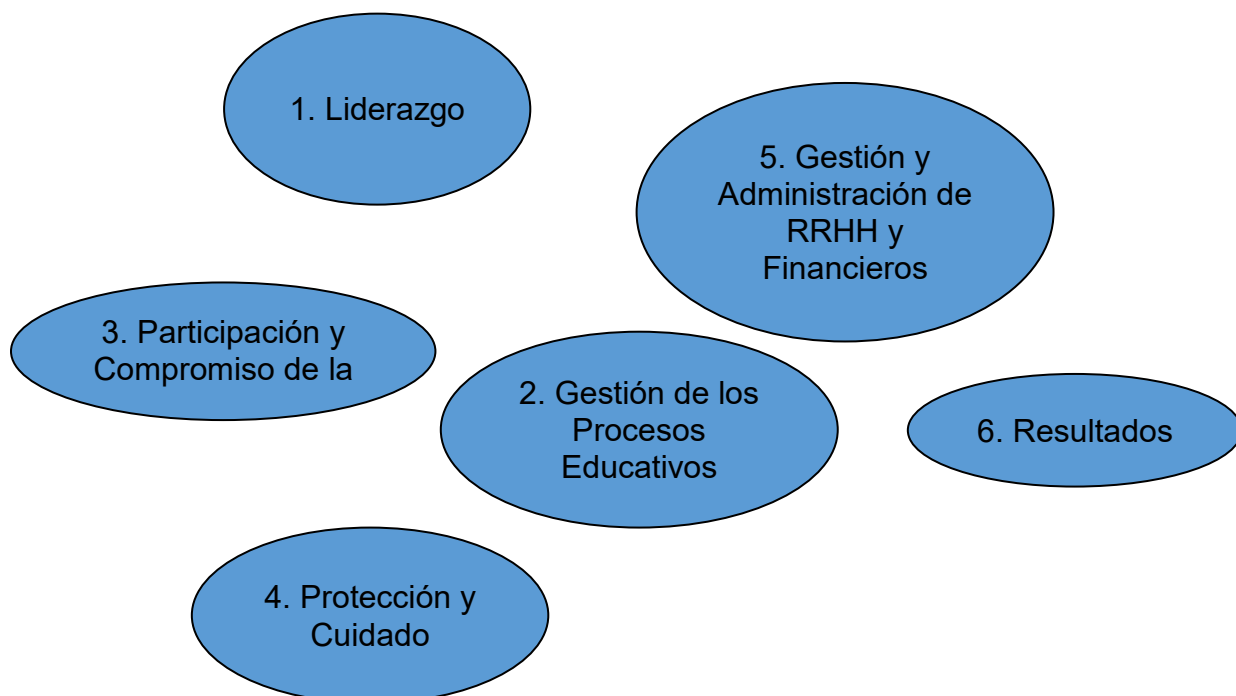 1. Liderazgo
5. Gestión y
Administración de
RRHH y
Financieros
3. Participación y
Compromiso de la
2. Gestión de los
Procesos
Educativos
6. Resultados
4. Protección y
Cuidado